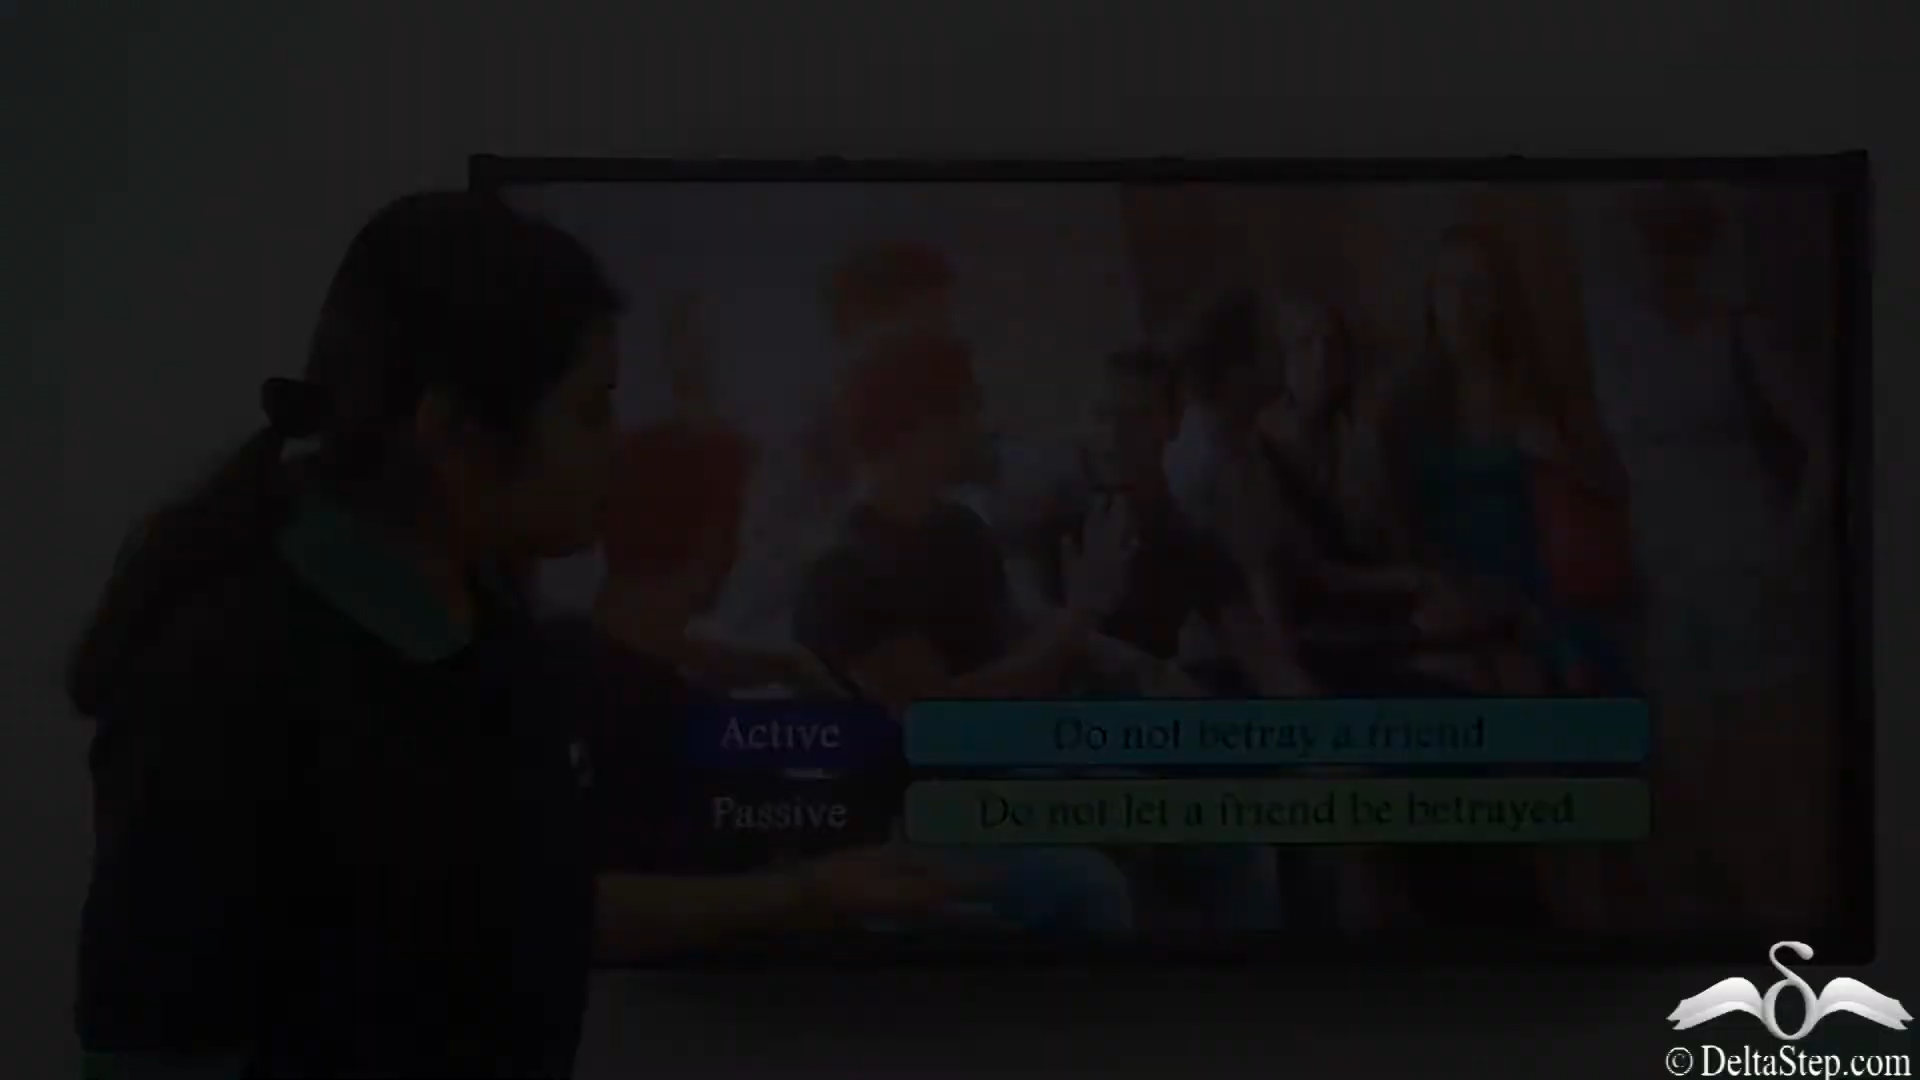 Active Do not betray a friend
Passive Do not let a friend be betrayed
© DeltaStep.com